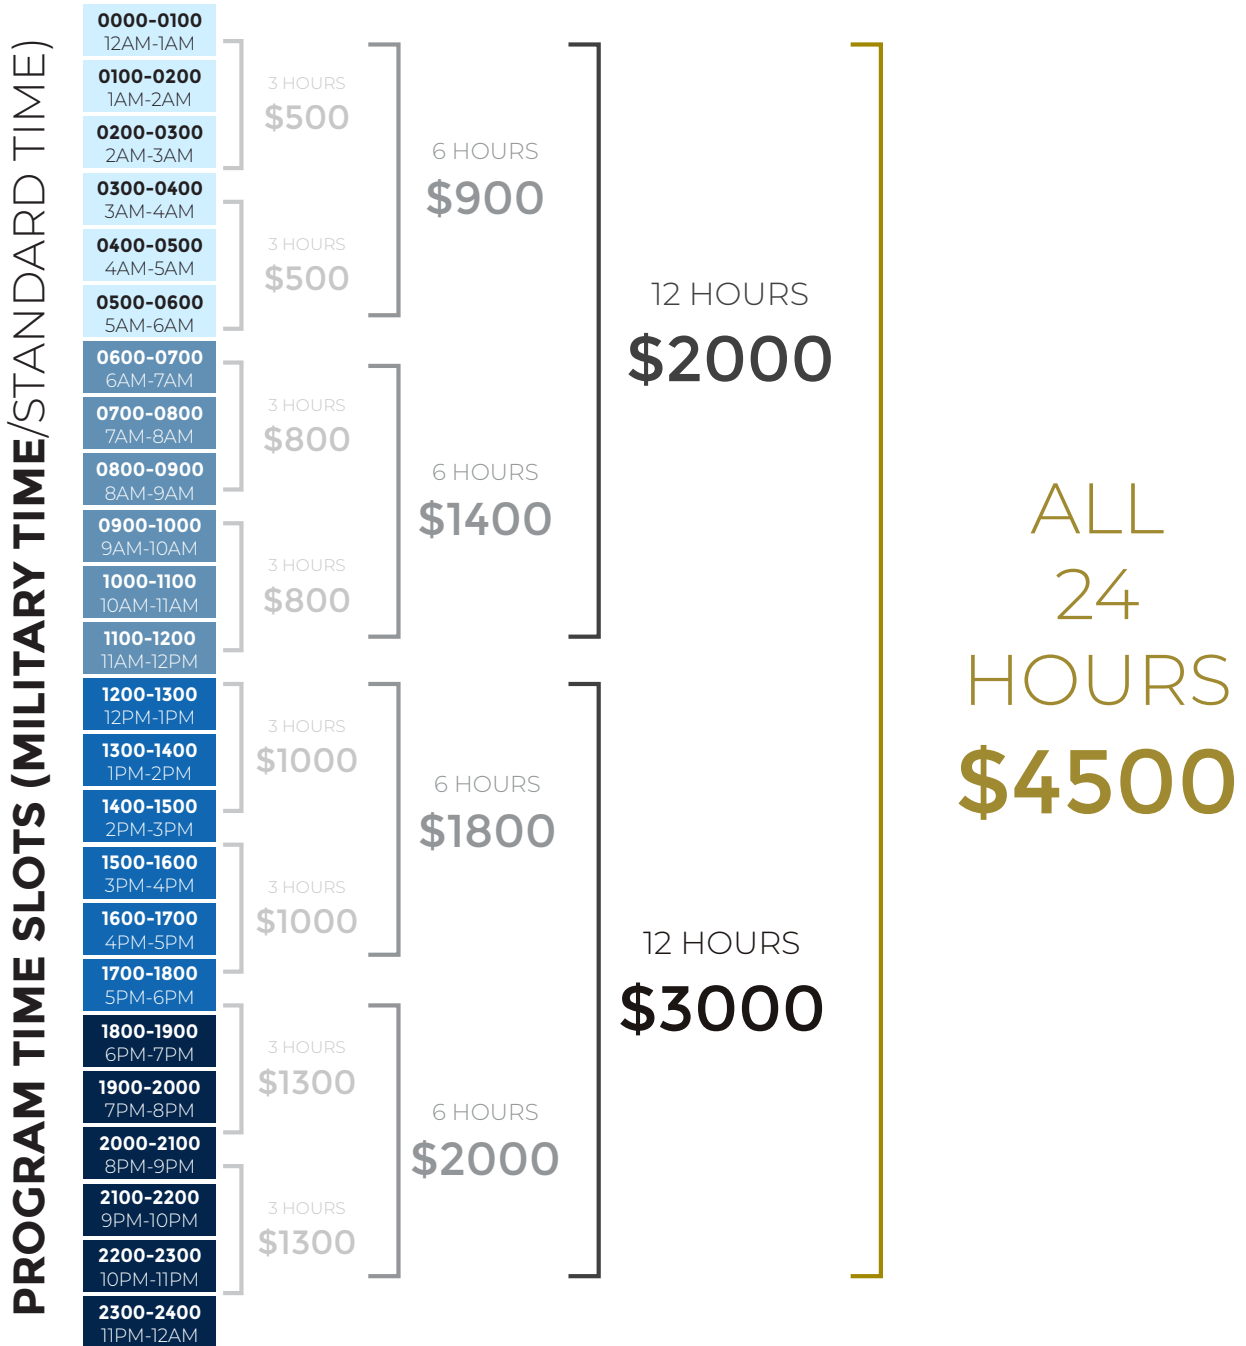 PROGRAM TIME SLOTS (MILITARY TIME/STANDARD TIME)
0000-0100
12AM-1AM
0100-0200
1AM-2AM
0200-0300
2AM-3AM
0300-0400
3AM-4AM
0400-0500
4AM-5AM
0500-0600
5AM-6AM
0600-0700
6AM-7AM
0700-0800
7AM-8AM
0800-0900
8AM-9AM
0900-1000
9AM-10AM
1000-1100
10AM-11AM
1100-1200
11AM-12PM
1200-1300
12PM-1PM
1300-1400
1PM-2PM
1400-1500
2PM-3PM
1500-1600
3PM-4PM
1600-1700
4PM-5PM
1700-1800
5PM-6PM
1800-1900
6PM-7PM
1900-2000
7PM-8PM
2000-2100
8PM-9PM
2100-2200
9PM-10PM
2200-2300
10PM-11PM
2300-2400
11PM-12AM
3 HOURS
$500
3 HOURS
$500
3 HOURS
$800
3 HOURS
$800
3 HOURS
$1000
3 HOURS
$1000
3 HOURS
$1300
3 HOURS
$1300
6 HOURS
$900
6 HOURS
$1400
6 HOURS
$1800
6 HOURS
$2000
12 HOURS
$2000
12 HOURS
$3000
ALL
24
HOURS
$4500